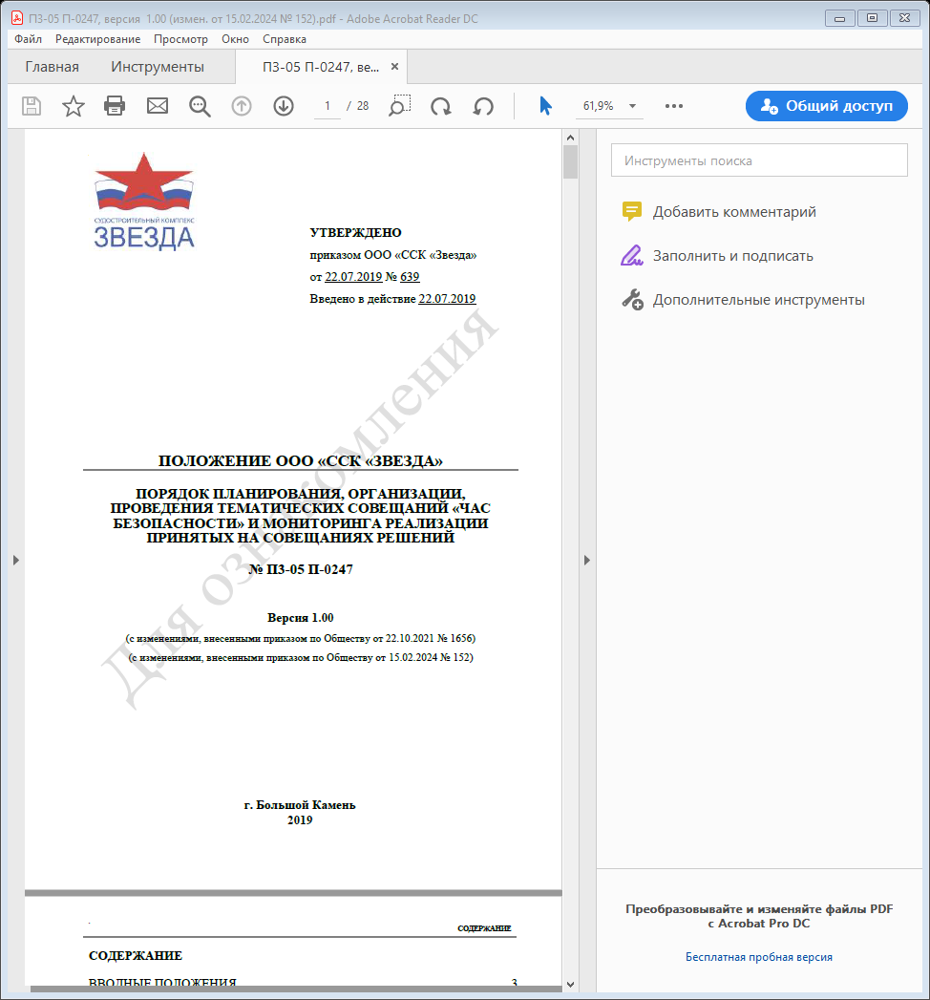 ПЗ-05 П-0247, версия 1.00 (измен. от 15.02.2024 № 152).pdf - Adobe Acrobat Reader DC
Файл Редактирование Просмотр Окно Справка
Главная Инструменты ПЗ-05 П-0247, ве... ×
1 / 28 61,9% Общий доступ
Инструменты поиска
Добавить комментарий
Заполнить и подписать
Дополнительные инструменты
СУДОСТРОИТЕЛЬНЫЙ КОМПЛЕКС
ЗВЕЗДА
УТВЕРЖДЕНО
приказом ООО «ССК «Звезда»
от 22.07.2019 № 639
Введено в действие 22.07.2019
Для ознакомления
ПОЛОЖЕНИЕ ООО «ССК «ЗВЕЗДА»
ПОРЯДОК ПЛАНИРОВАНИЯ, ОРГАНИЗАЦИИ,
ПРОВЕДЕНИЯ ТЕМАТИЧЕСКИХ СОВЕЩАНИЙ «ЧАС
БЕЗОПАСНОСТИ» И МОНИТОРИНГА РЕАЛИЗАЦИИ
ПРИНЯТЫХ НА СОВЕЩАНИЯХ РЕШЕНИЙ
№ ПЗ-05 П-0247
Версия 1.00
(с изменениями, внесенными приказом по Обществу от 22.10.2021 № 1656)
(с изменениями, внесенными приказом по Обществу от 15.02.2024 № 152)
г. Большой Камень
2019
СОДЕРЖАНИЕ
СОДЕРЖАНИЕ
ВВОДНЫЕ ПОЛОЖЕНИЯ 3
Преобразовывайте и изменяйте файлы PDF
с Acrobat Pro DC
Бесплатная пробная версия